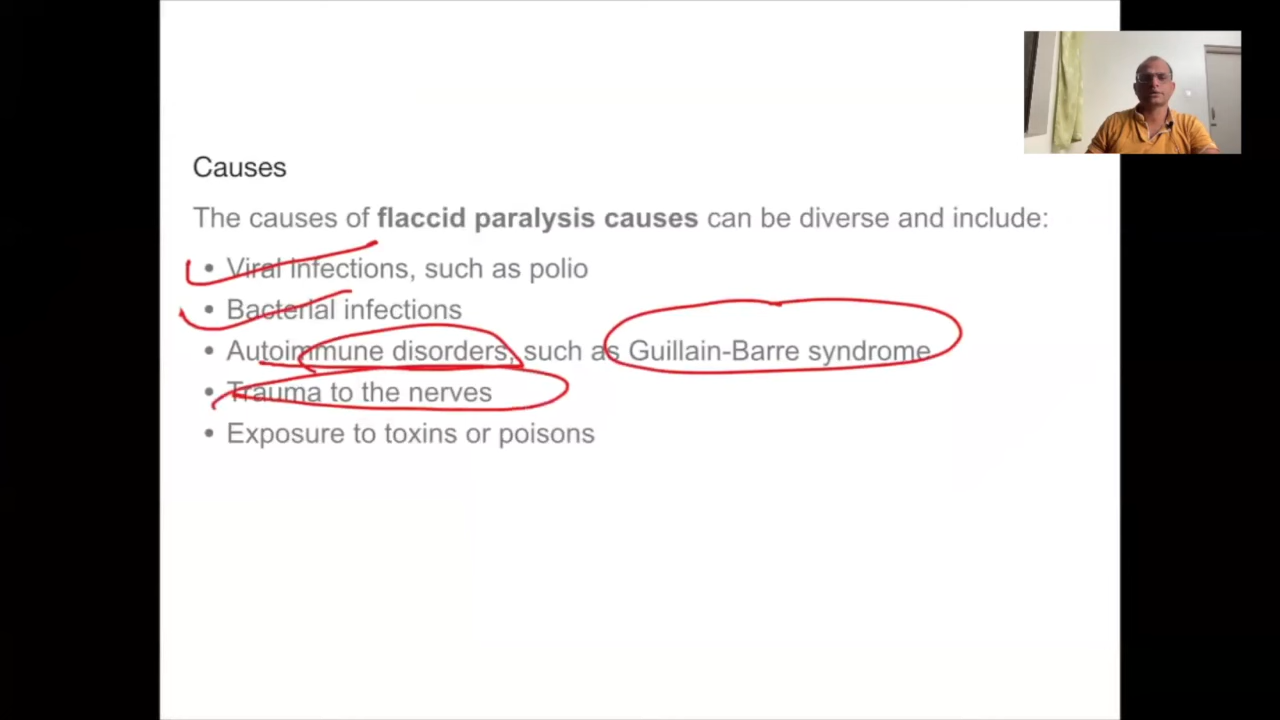 Causes
The causes of flaccid paralysis causes can be diverse and include:
• Viral infections, such as polio
• Bacterial infections
• Autoimmune disorders, such as Guillain-Barre syndrome
• Trauma to the nerves
• Exposure to toxins or poisons